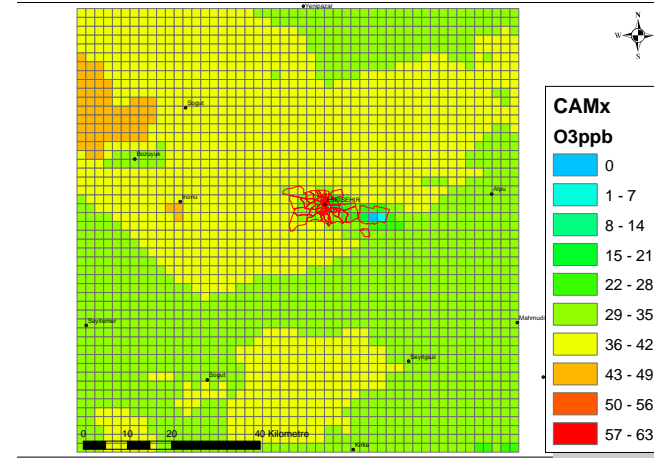 Yenipazar
N
W
E
S
Sogut
CAMx
O3ppb
Bozuyuk
0
1 - 7
Inonu
Alpu
8 - 14
15 - 21
22 - 28
29 - 35
Seyitomer
Mahmudi
36 - 42
Seyitgazi
Sogut
43 - 49
50 - 56
0 10 20 40 Kilometre
57 - 63
Kirka